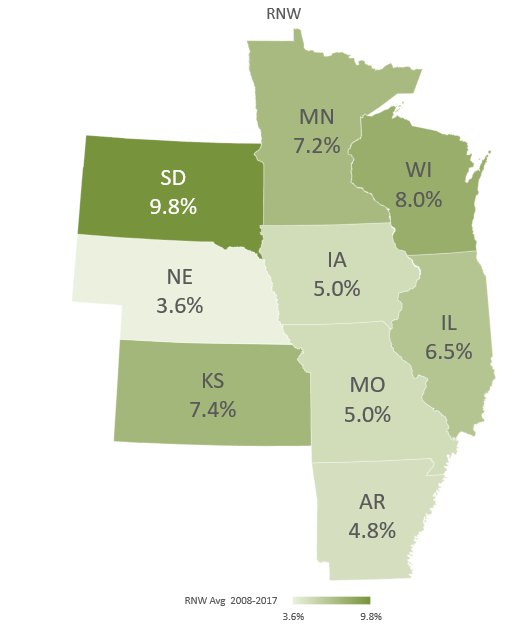 RNW
MN
7.2%
WI
8.0%
SD
9.8%
IA
5.0%
NE
3.6%
IL
6.5%
KS
7.4%
MO
5.0%
AR
4.8%
RNW Avg 2008-2017
3.6% 9.8%